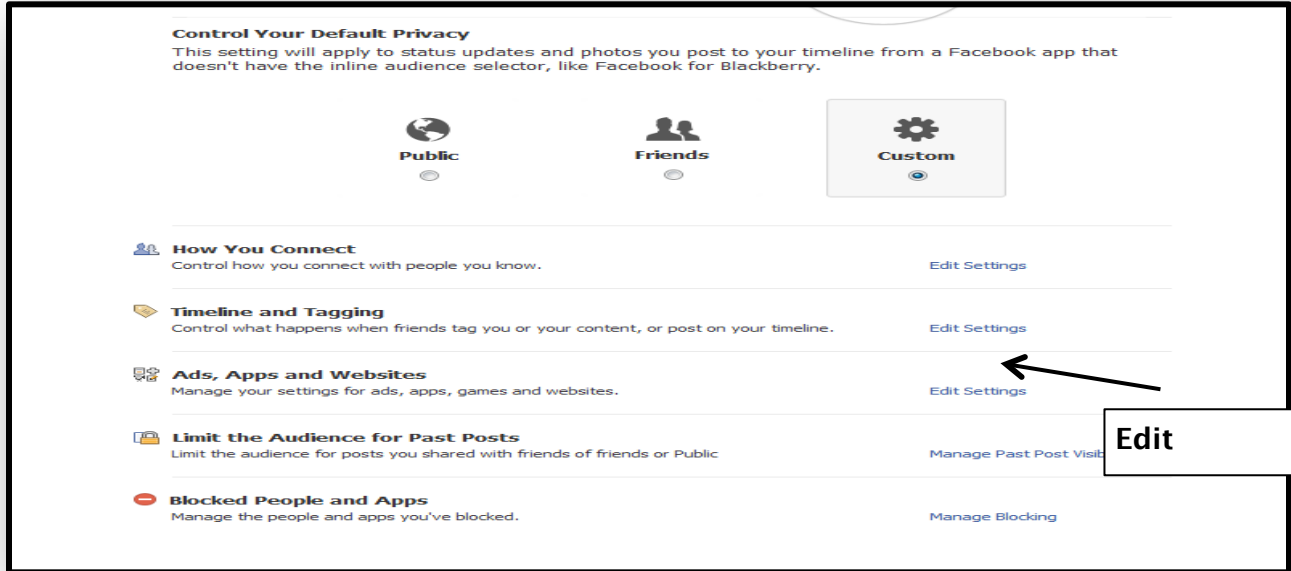 Control Your Default Privacy
This setting will apply to status updates and photos you post to your timeline from a Facebook app that
doesn't have the inline audience selector, like Facebook for Blackberry.
Public
Friends
Custom
How You Connect
Control how you connect with people you know.
Edit Settings
Timeline and Tagging
Control what happens when friends tag you or your content, or post on your timeline.
Edit Settings
Ads, Apps and Websites
Manage your settings for ads, apps, games and websites.
Edit Settings
Edit
Limit the Audience for Past Posts
Limit the audience for posts you shared with friends of friends or Public
Manage Past Post
Blocked People and Apps
Manage the people and apps you've blocked.
Manage Blocking